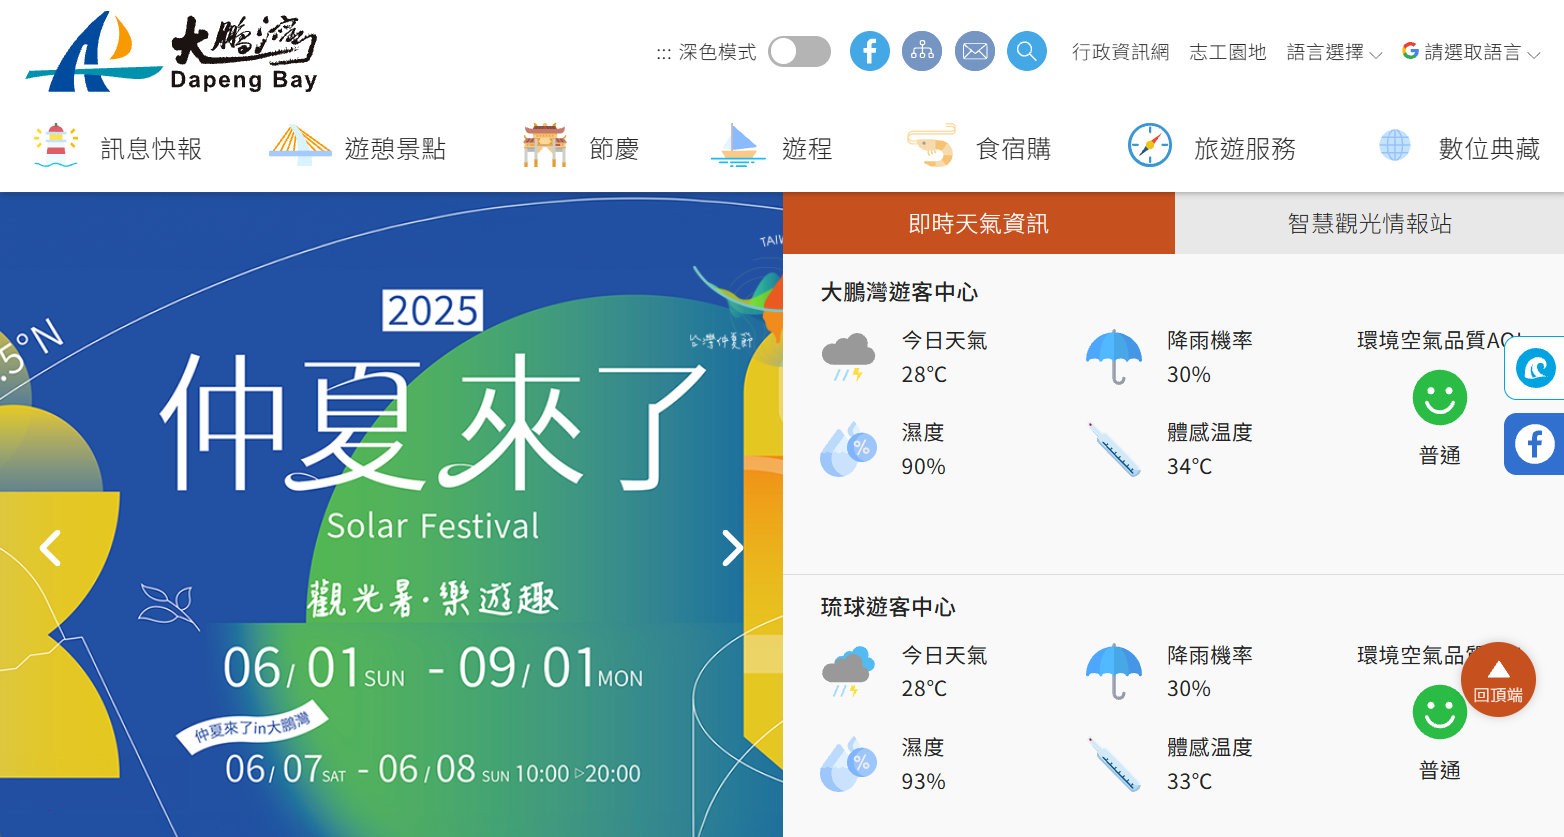 大鵬灣
Dapeng Bay
::: 深色模式
行政資訊網 志工園地 語言選擇 請選取語言
訊息快報 遊憩景點 節慶 遊程 食宿購 旅遊服務 數位典藏
.5°N
TAIW
台灣仲夏節
2025
仲夏來了
Solar Festival
觀光暑·樂遊趣
06/01 SUN - 09/01 MON
仲夏來了in大鵬灣
06/07 SAT - 06/08 SUN 10:00▷20:00
即時天氣資訊 智慧觀光情報站
大鵬灣遊客中心
今日天氣
28℃
降雨機率
30%
環境空氣品質AQI
普通
濕度
90%
體感温度
34℃
琉球遊客中心
今日天氣
28℃
降雨機率
30%
環境空氣品
普通
濕度
93%
體感温度
33℃
回頂端